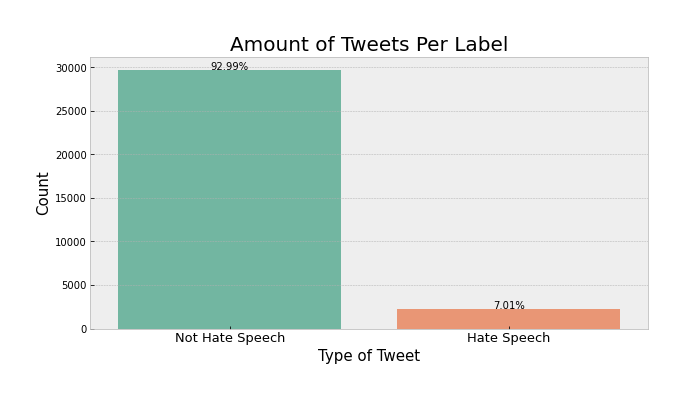 Amount of Tweets Per Label
30000
25000
20000
15000
10000
5000
0
Count
92.99%
7.01%
Not Hate Speech
Hate Speech
Type of Tweet